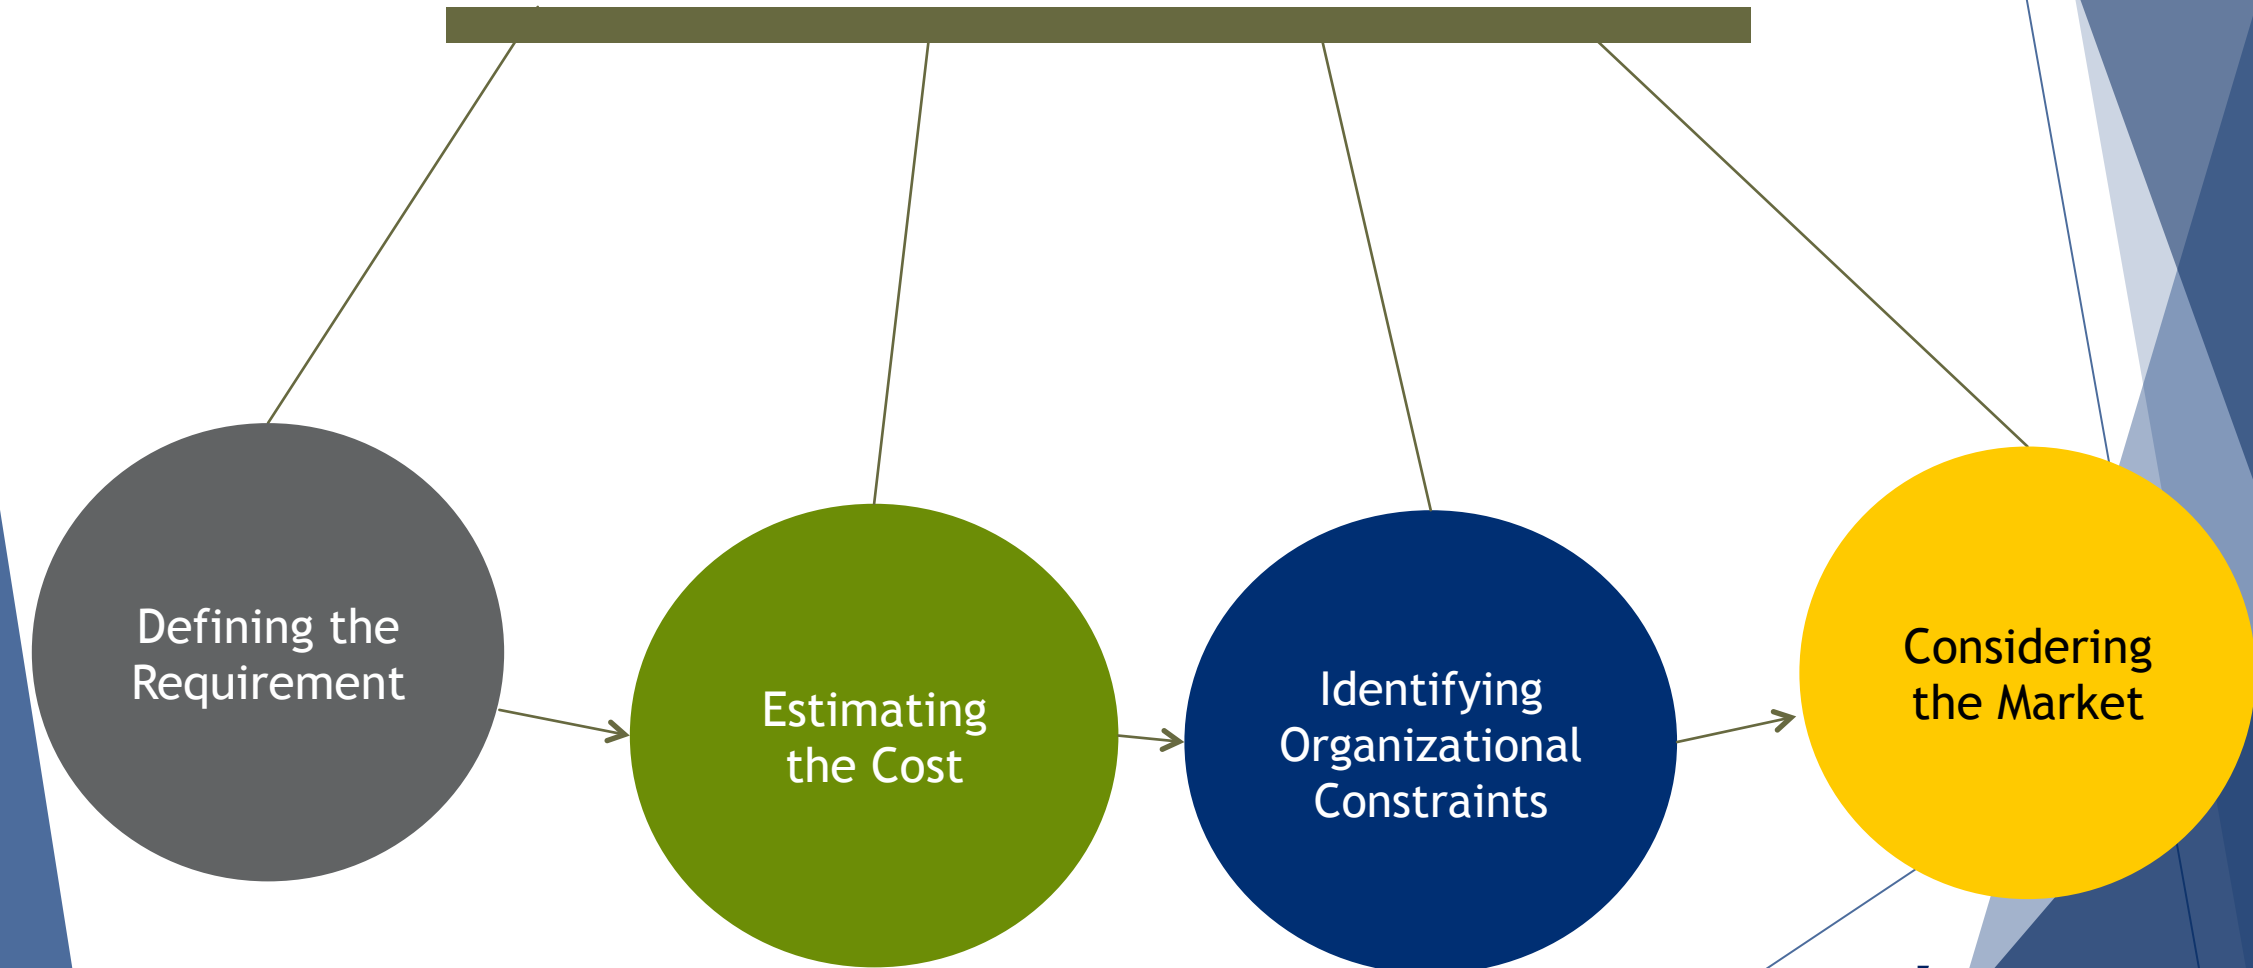 Defining the
Requirement
Estimating
the Cost
Identifying
Organizational
Constraints
Considering
the Market